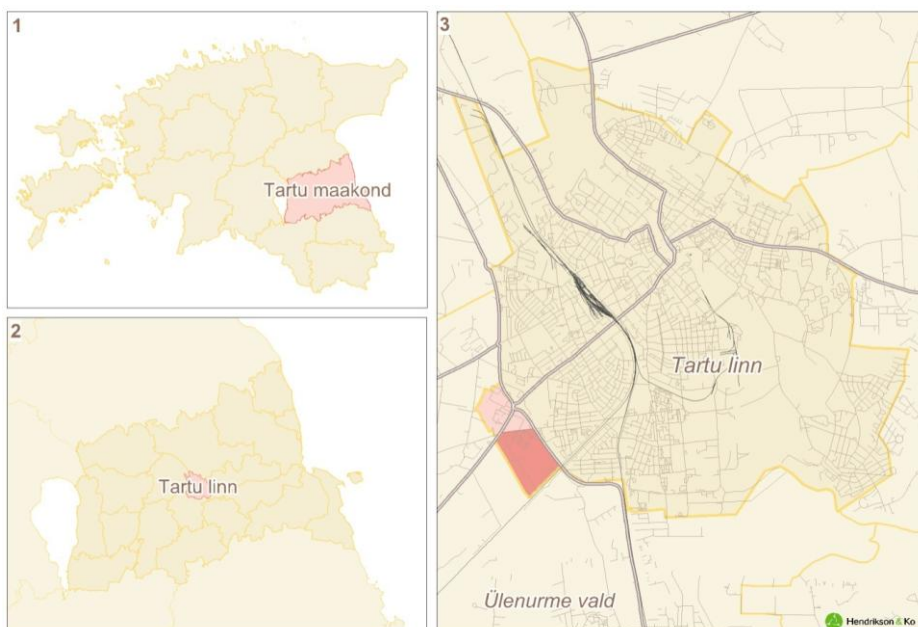 1
Tartu maakond
2
Tartu linn
3
Tartu linn
Ülenurme vald
Hendrikson & Ko